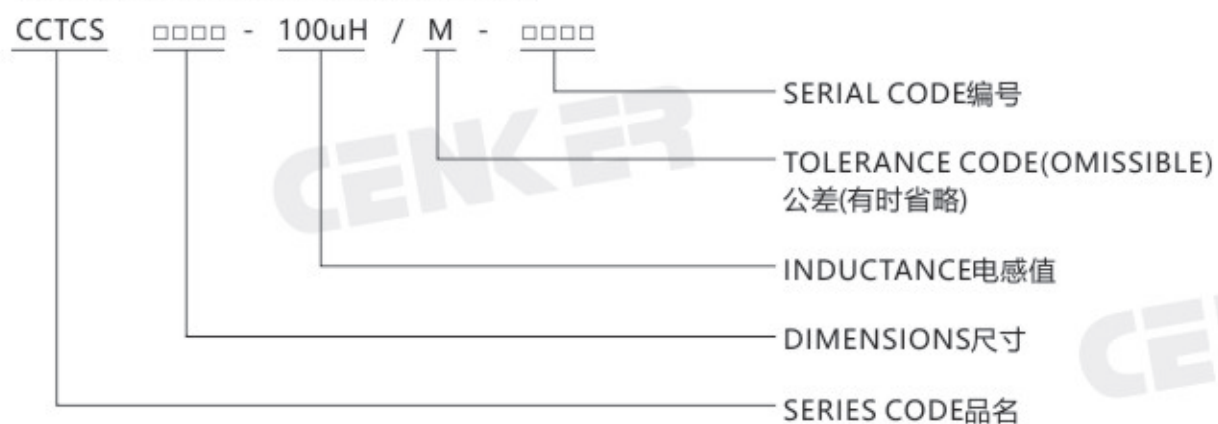 CCTCS □□□□ - 100uH / M - □□□□
SERIAL CODE编号
TOLERANCE CODE(OMISSIBLE)
公差(有时省略)
INDUCTANCE电感值
DIMENSIONS尺寸
SERIES CODE品名
CENKER
CE